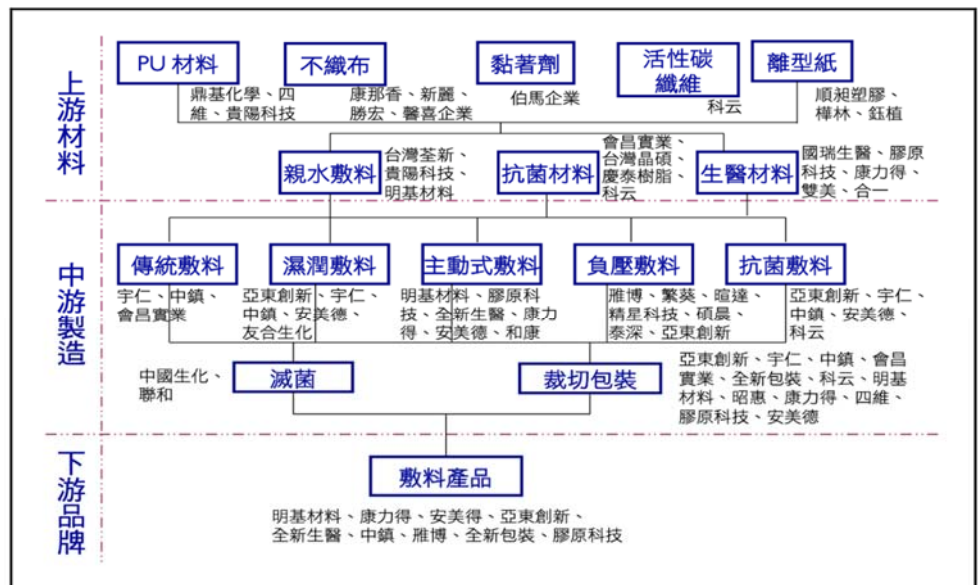 上游材料
PU 材料
不織布
黏著劑
活性碳
纖維
離型紙
鼎基化學、四
維、貴陽科技
康那香、新麗、
勝宏、馨喜企業
伯馬企業
科云
順昶塑膠、
樺林、鈺植
親水敷料
台灣荃新、
貴陽科技、
明基材料
抗菌材料
會昌實業、
台灣晶碩、
慶泰樹脂、
科云
生醫材料
國瑞生醫、膠原
科技、康力得、
雙美、合一
中游製造
傳統敷料
濕潤敷料
主動式敷料
負壓敷料
抗菌敷料
宇仁、中鎮、
會昌實業
亞東創新、宇仁、
中鎮、安美德、
友合生化
明基材料、膠原科
技、全新生醫、康力
得、安美德、和康
雅博、繁葵、暄達、
精星科技、碩晨、
泰深、亞東創新
亞東創新、宇仁、
中鎮、安美德、
科云
中國生化、
聯和
滅菌
裁切包裝
亞東創新、宇仁、中鎮、會昌
實業、全新包裝、科云、明基
材料、昭惠、康力得、四維、
膠原科技、安美德
下游品牌
敷料產品
明基材料、康力得、安美得、亞東創新、
全新生醫、中鎮、雅博、全新包裝、膠原科技